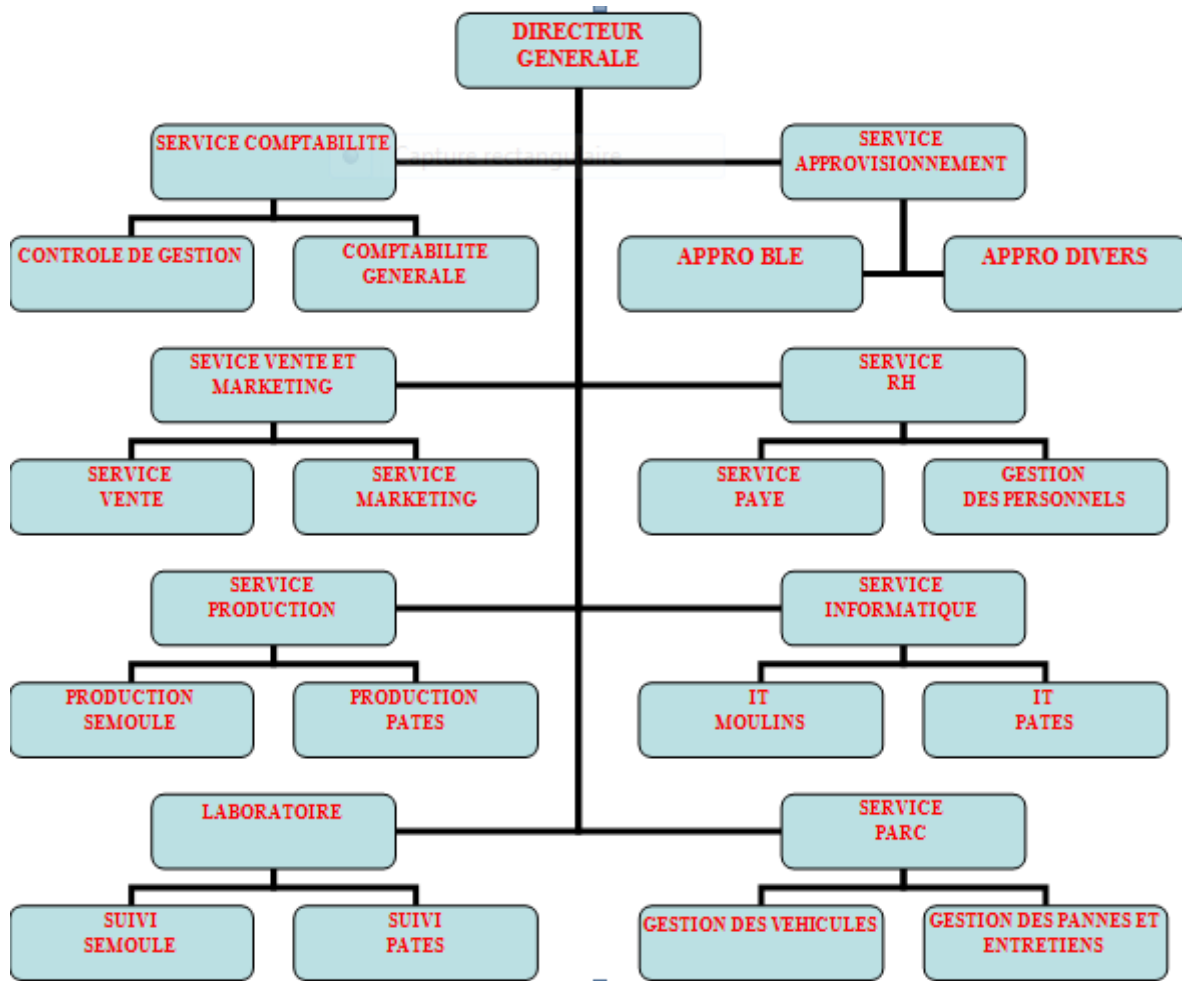 DIRECTEUR
GENERALE
SERVICE COMPTABILITE
SERVICE
APPROVISIONNEMENT
Capture rectangulaire
CONTROLE DE GESTION
COMPTABILITE
GENERALE
APPRO BLE
APPRO DIVERS
SEVICE VENTE ET
MARKETING
SERVICE
RH
SERVICE
VENTE
SERVICE
MARKETING
SERVICE
PAYE
GESTION
DES PERSONNELS
SERVICE
PRODUCTION
SERVICE
INFORMATIQUE
PRODUCTION
SEMOULE
PRODUCTION
PATES
IT
MOULINS
IT
PATES
LABORATOIRE
SERVICE
PARC
SUIVI
SEMOULE
SUIVI
PATES
GESTION DES VEHICULES
GESTION DES PANNES ET
ENTRETIENS